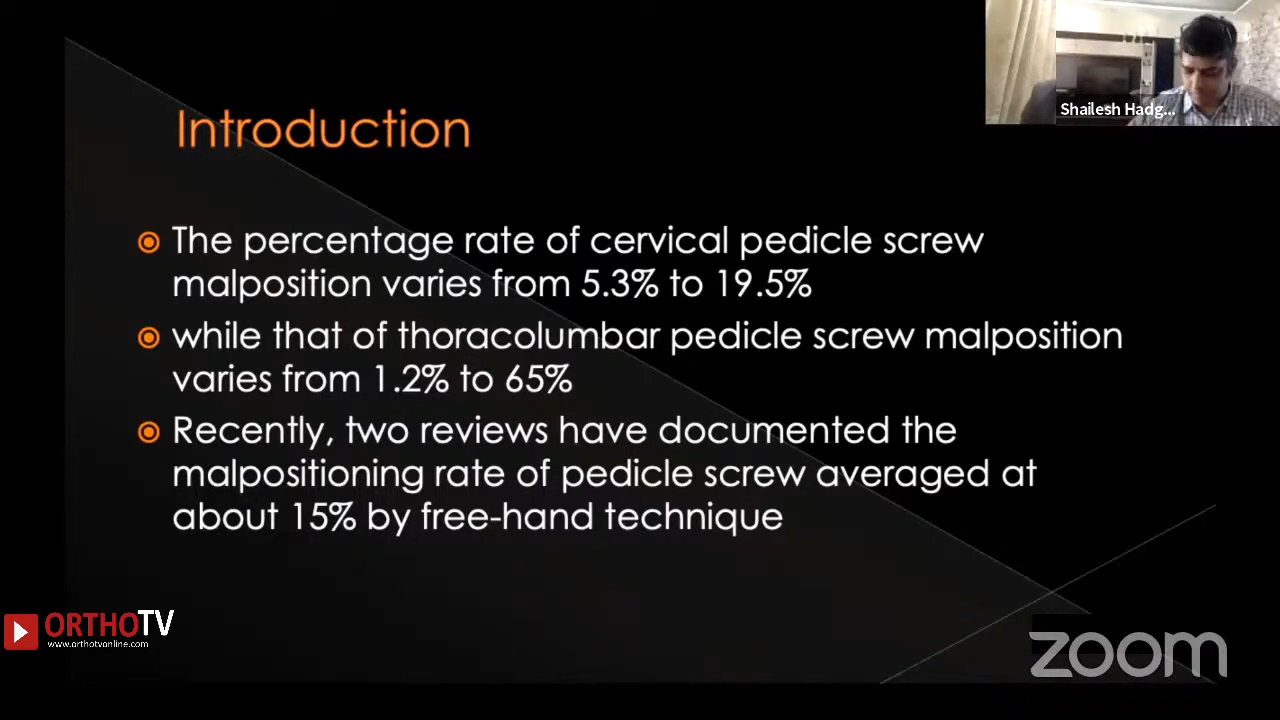 Introduction
The percentage rate of cervical pedicle screw
malposition varies from 5.3% to 19.5%
while that of thoracolumbar pedicle screw malposition
varies from 1.2% to 65%
Recently, two reviews have documented the
malpositioning rate of pedicle screw averaged at
about 15% by free-hand technique
Shailesh Hadg...
ORTHOTV
www.orthotvonline.com
zoom